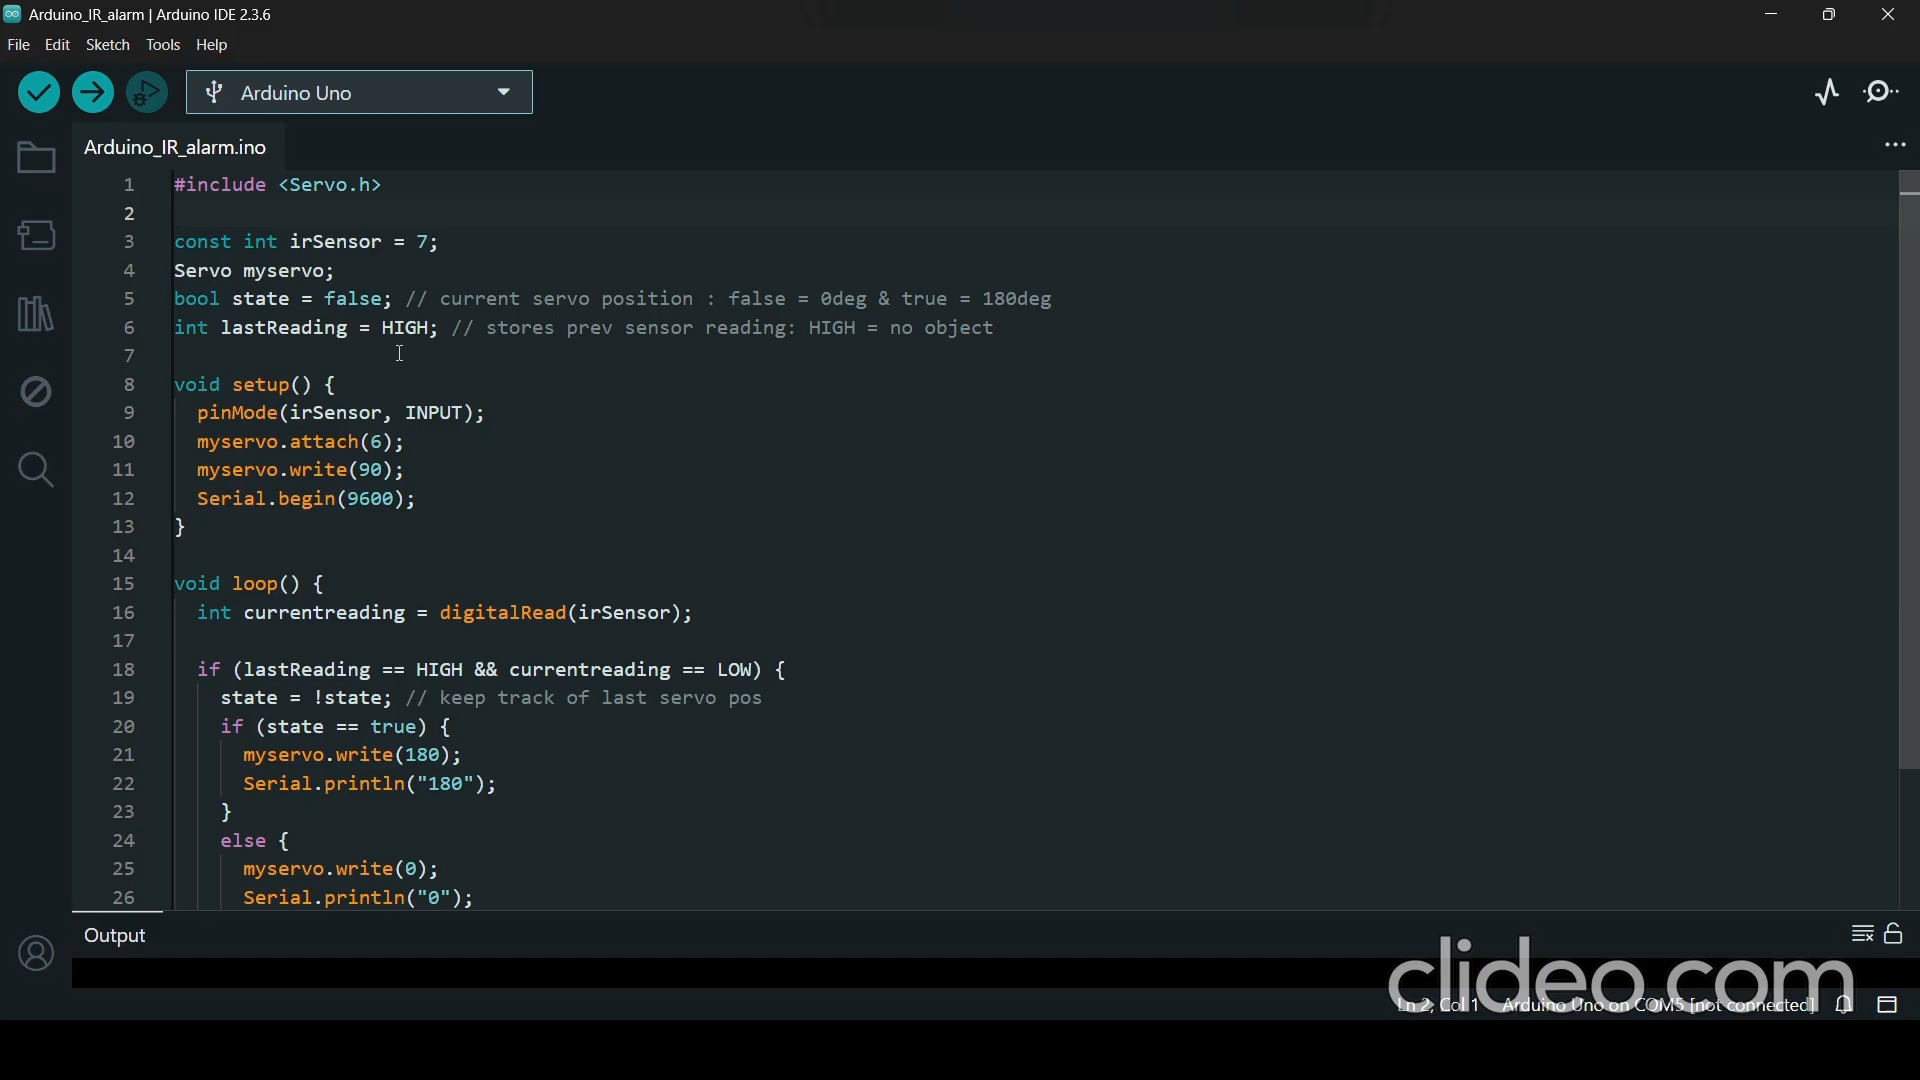 Arduino_IR_alarm | Arduino IDE 2.3.6
File Edit Sketch Tools Help
Arduino Uno
Arduino_IR_alarm.ino
1 #include <Servo.h>
2
3 const int irSensor = 7;
4 Servo myservo;
5 bool state = false; // current servo position : false = 0deg & true = 180deg
6 int lastReading = HIGH; // stores prev sensor reading: HIGH = no object
7
8 void setup() {
9 pinMode(irSensor, INPUT);
10 myservo.attach(6);
11 myservo.write(90);
12 Serial.begin(9600);
13 }
14
15 void loop() {
16 int currentreading = digitalRead(irSensor);
17
18 if (lastReading == HIGH && currentreading == LOW) {
19 state = !state; // keep track of last servo pos
20 if (state == true) {
21 myservo.write(180);
22 Serial.println("180");
23 }
24 else {
25 myservo.write(0);
26 Serial.println("0");
Output
clideo.com
Ln 2, Col 1 Arduino Uno on COM5 [not connected]